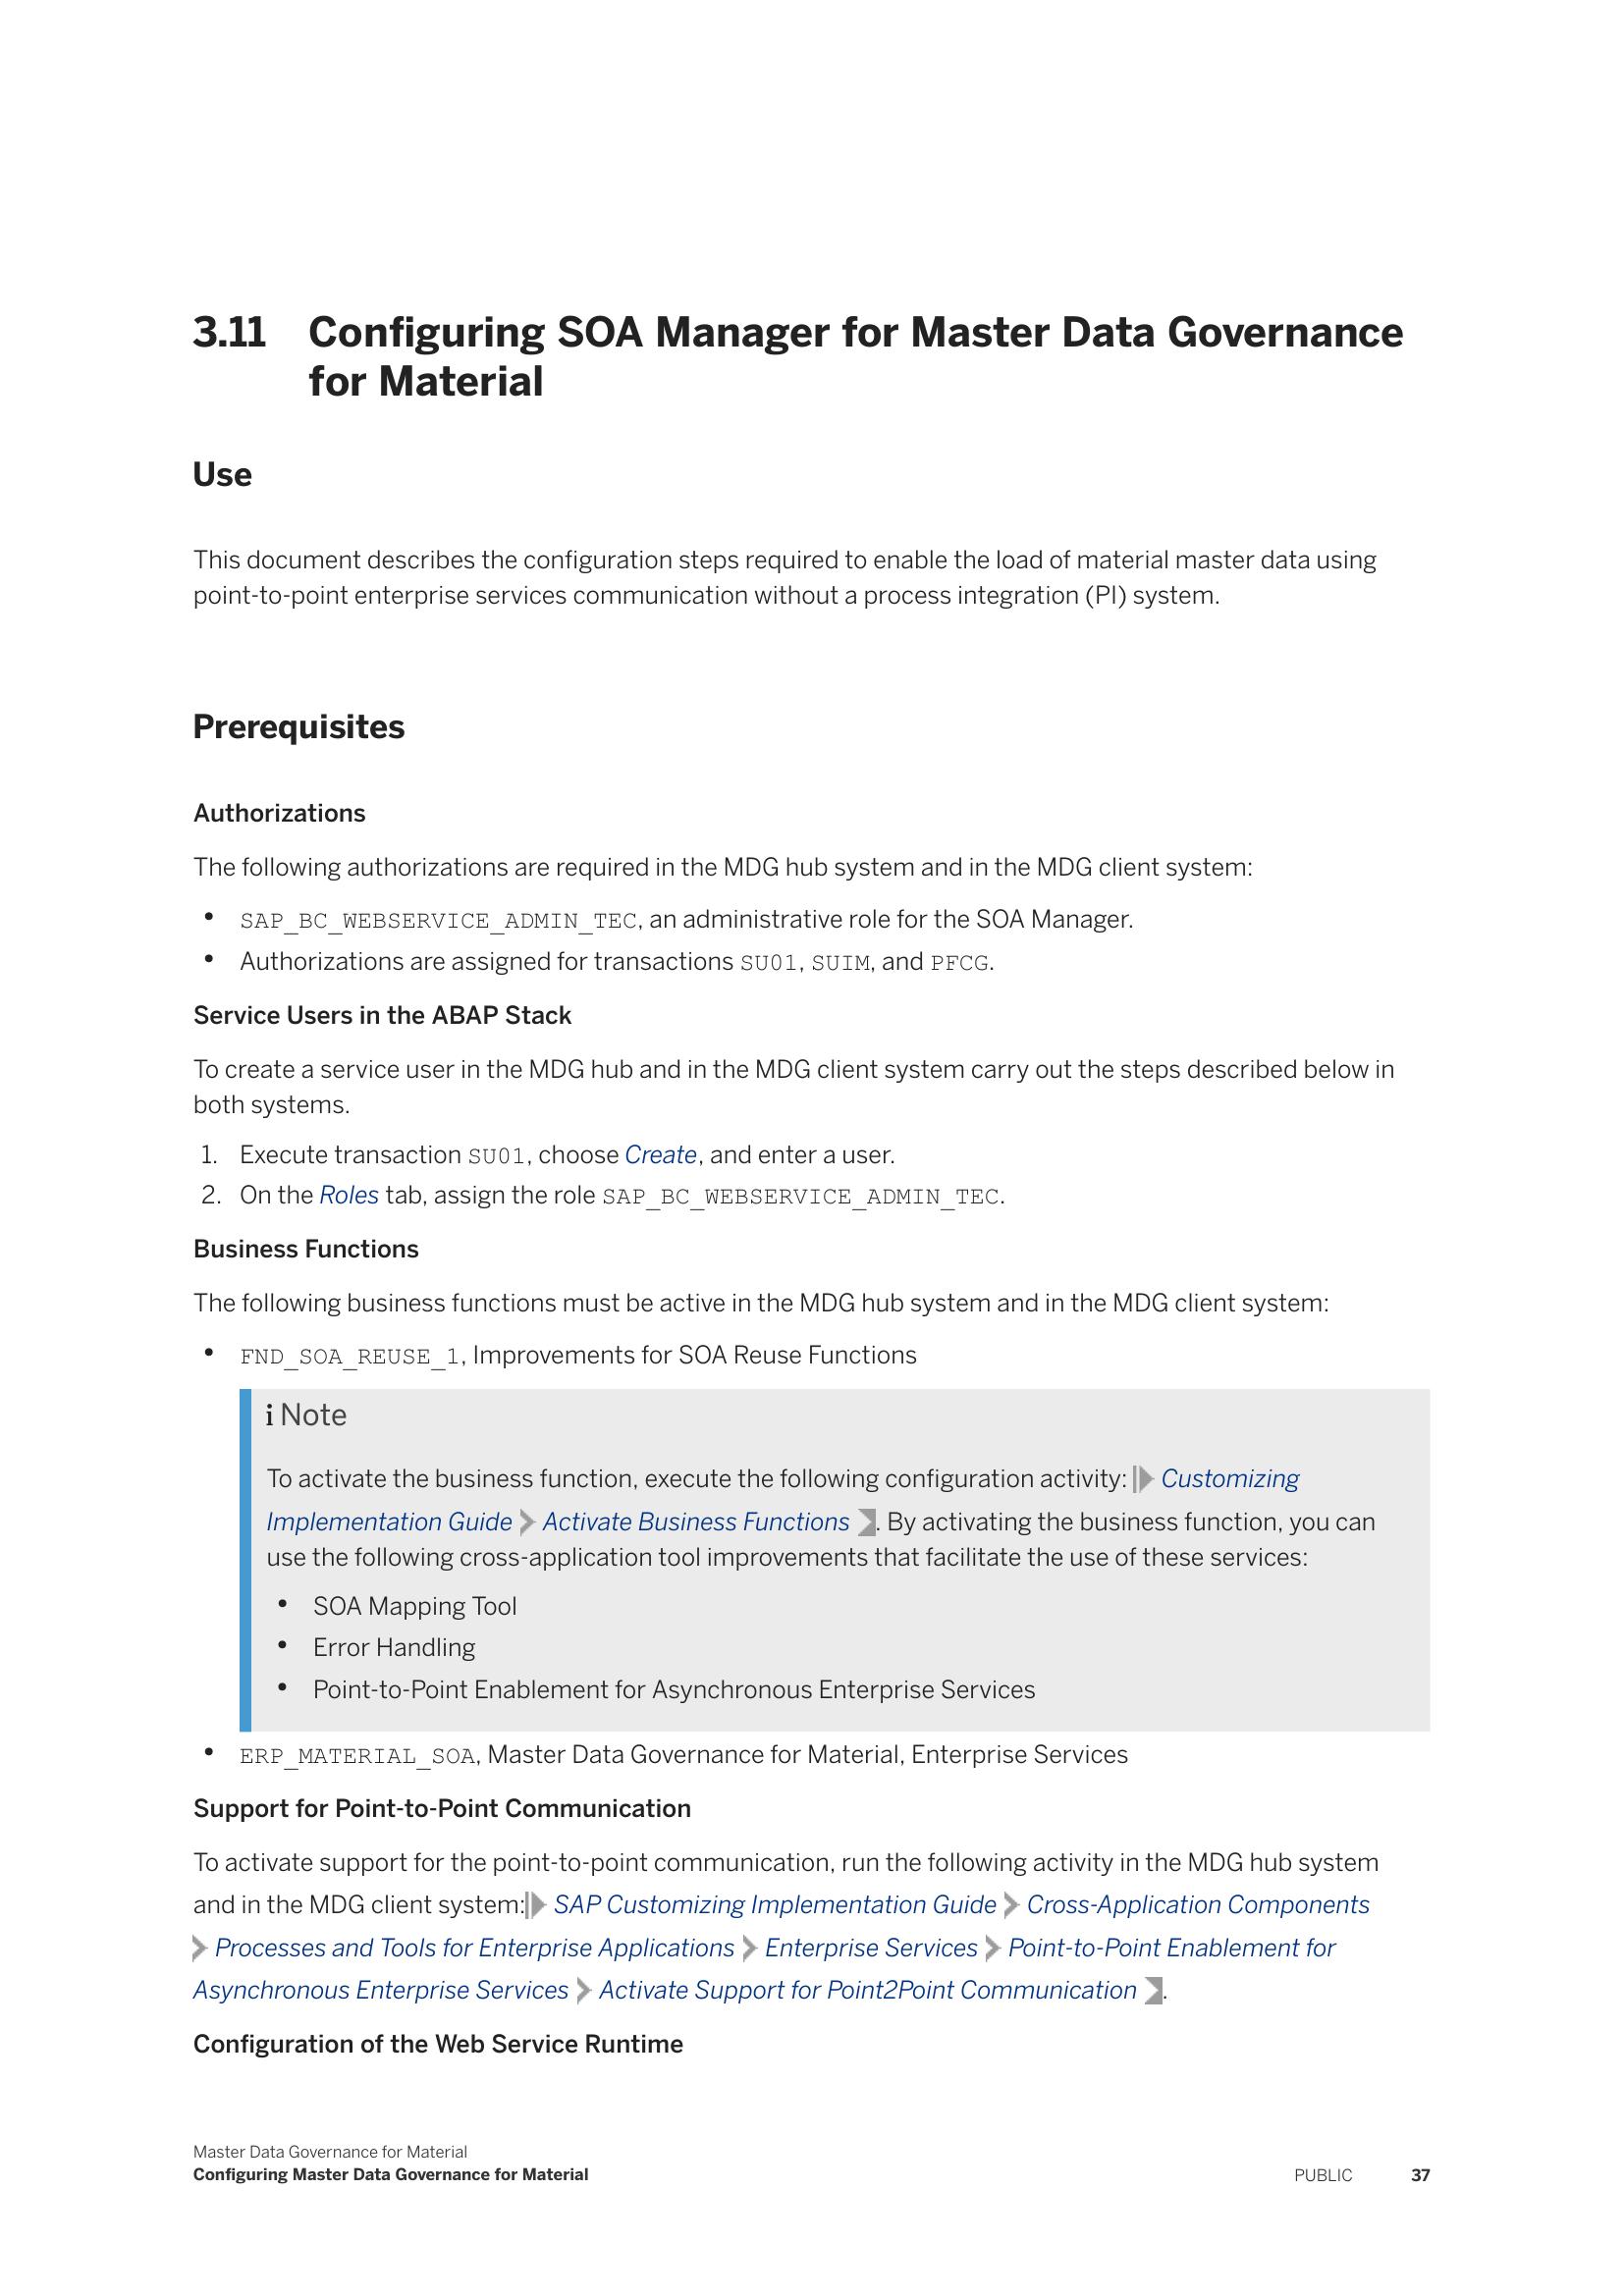 3.11 Configuring SOA Manager for Master Data Governance
for Material
Use
This document describes the configuration steps required to enable the load of material master data using
point-to-point enterprise services communication without a process integration (PI) system.
Prerequisites
Authorizations
The following authorizations are required in the MDG hub system and in the MDG client system:
• SAP_BC_WEBSERVICE_ADMIN_TEC, an administrative role for the SOA Manager.
• Authorizations are assigned for transactions SU01, SUIM, and PFCG.
Service Users in the ABAP Stack
To create a service user in the MDG hub and in the MDG client system carry out the steps described below in
both systems.
1. Execute transaction SU01, choose Create, and enter a user.
2. On the Roles tab, assign the role SAP_BC_WEBSERVICE_ADMIN_TEC.
Business Functions
The following business functions must be active in the MDG hub system and in the MDG client system:
• FND_SOA_REUSE_1, Improvements for SOA Reuse Functions
i Note
To activate the business function, execute the following configuration activity: Customizing
Implementation Guide Activate Business Functions . By activating the business function, you can
use the following cross-application tool improvements that facilitate the use of these services:
• SOA Mapping Tool
• Error Handling
• Point-to-Point Enablement for Asynchronous Enterprise Services
• ERP_MATERIAL_SOA, Master Data Governance for Material, Enterprise Services
Support for Point-to-Point Communication
To activate support for the point-to-point communication, run the following activity in the MDG hub system
and in the MDG client system: SAP Customizing Implementation Guide Cross-Application Components
Processes and Tools for Enterprise Applications Enterprise Services Point-to-Point Enablement for
Asynchronous Enterprise Services Activate Support for Point2Point Communication .
Configuration of the Web Service Runtime
Master Data Governance for Material
Configuring Master Data Governance for Material PUBLIC 37